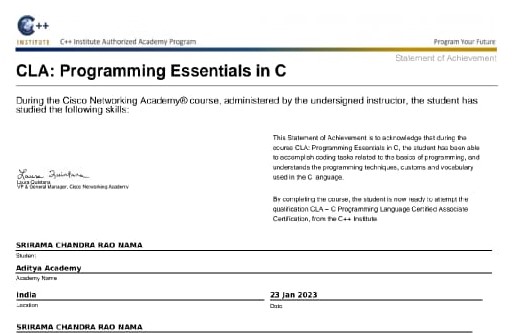 C++
INSTITUTE
C++ Institute Authorized Academy Program
Program Your Future
Statement of Achievement
CLA: Programming Essentials in C
During the Cisco Networking Academy® course, administered by the undersigned instructor, the student has
studied the following skills:
This Statement of Achievement is to acknowledge that during the
course CLA: Programming Essentials in C, the student has been able
to accomplish coding tasks related to the basics of programming, and
understands the programming techniques, customs and vocabulary
used in the C language.
Laura Quintana
Laura Quintana
VP & General Manager, Cisco Networking Academy
By completing the course, the student is now ready to attempt the
qualification CLA – C Programming Language Certified Associate
Certification, from the C++ Institute
SRIRAMA CHANDRA RAO NAMA
Student
Aditya Academy
Academy Name
India
Location
23 Jan 2023
Date
SRIRAMA CHANDRA RAO NAMA